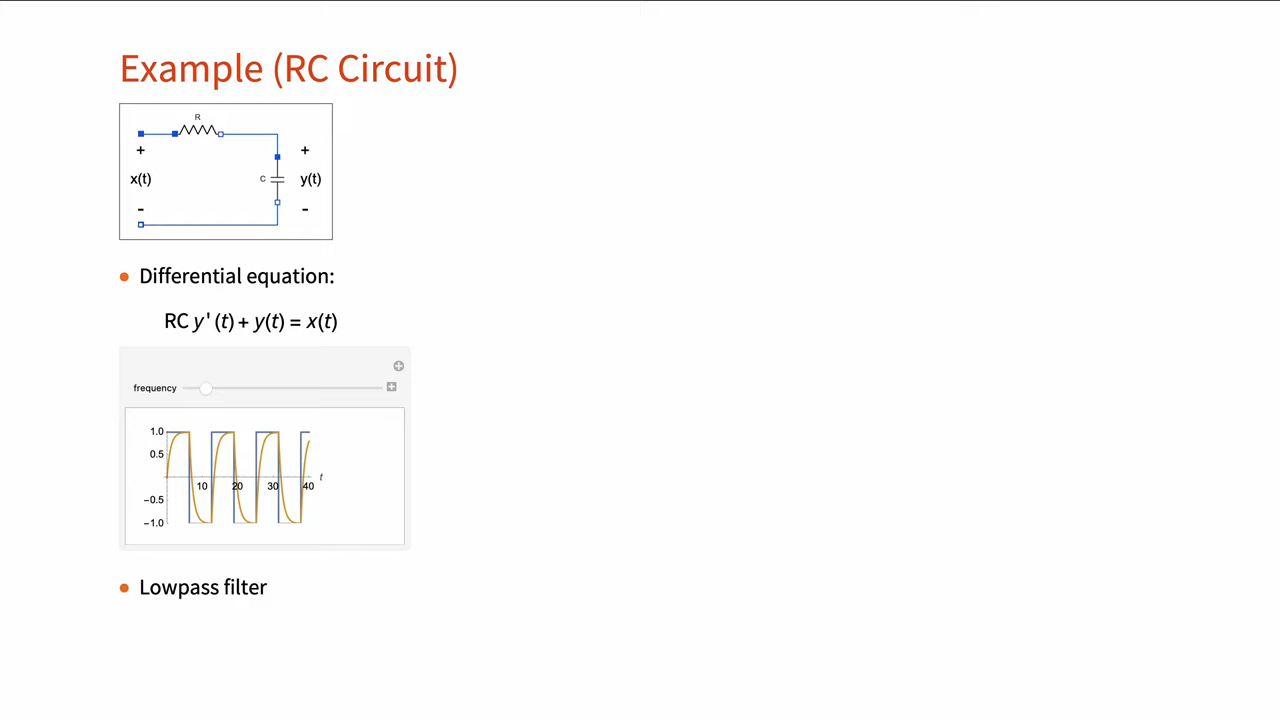 Example (RC Circuit)
R
+ +
x(t) C y(t)
- -
• Differential equation:
RC y'(t) + y(t) = x(t)
frequency
1.0
0.5
t
10 20 30 40
−0.5
−1.0
• Lowpass filter